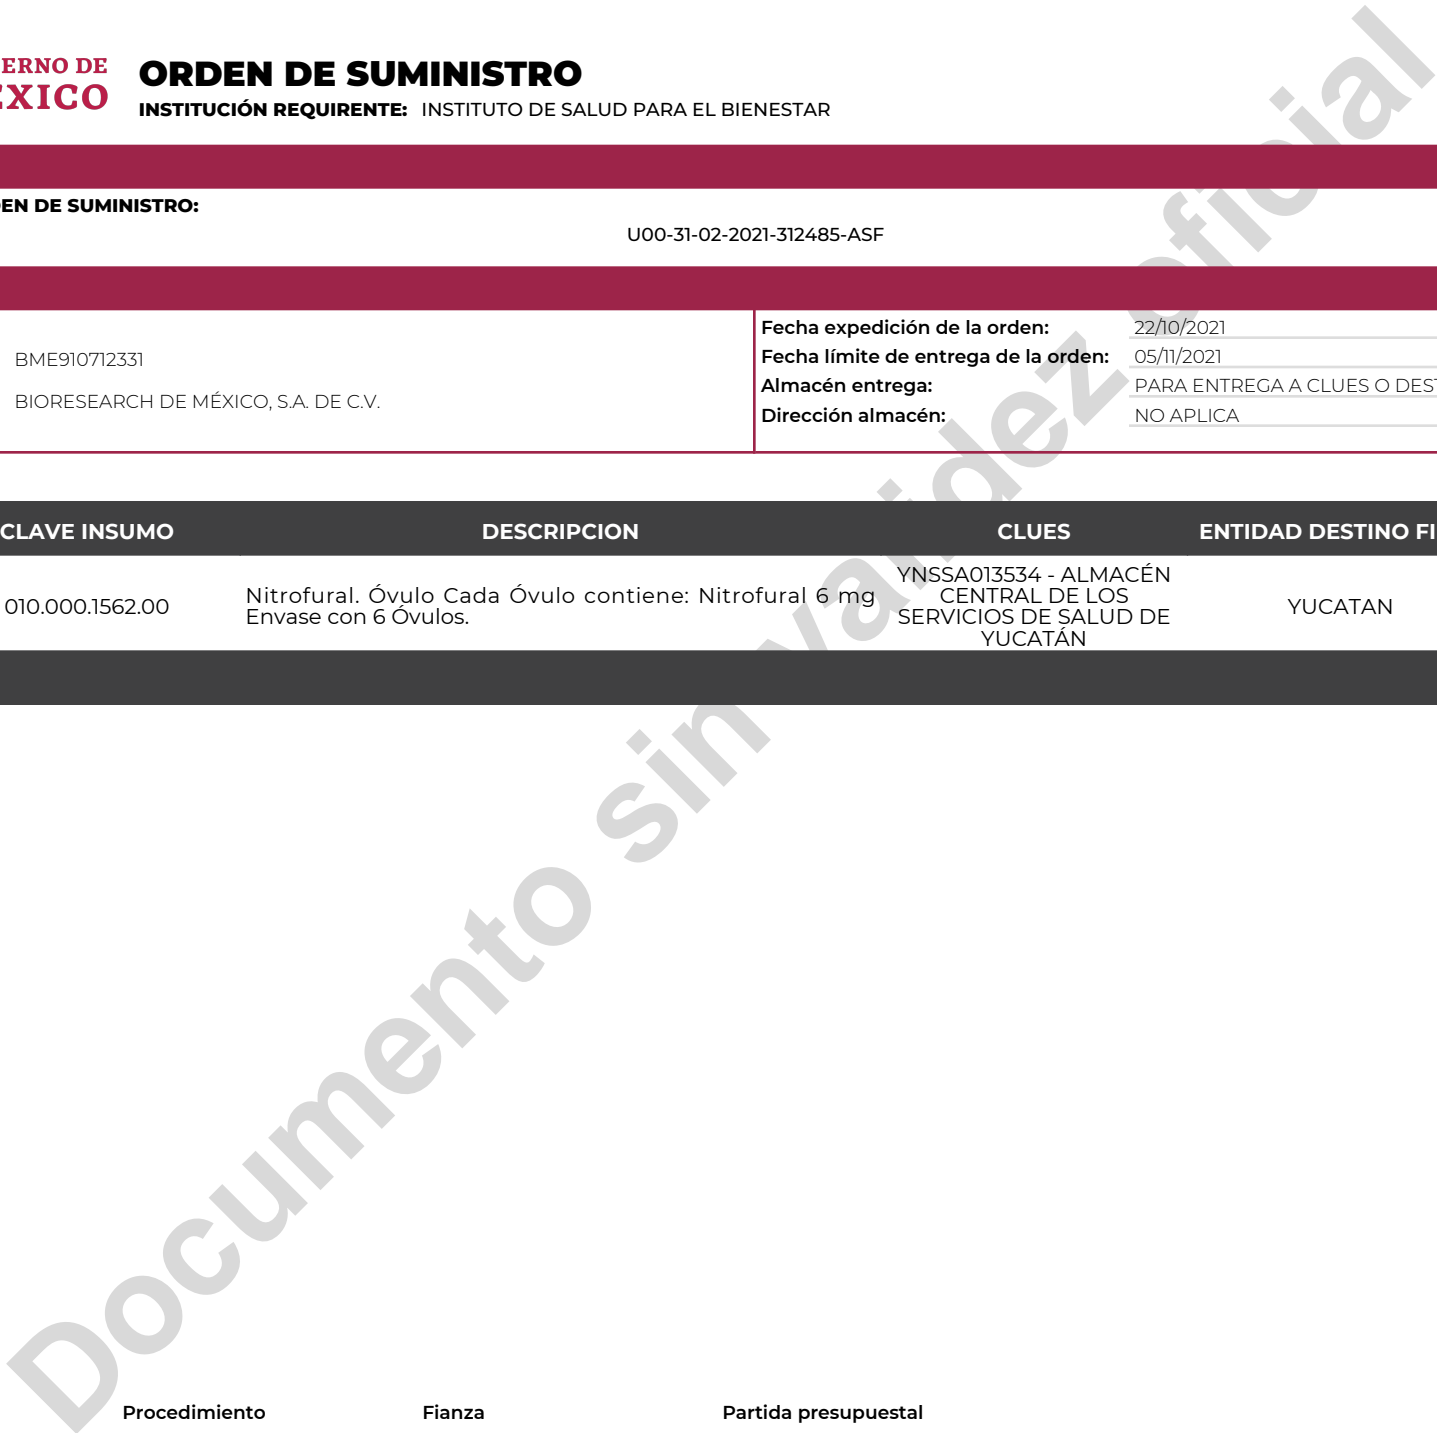 ERNO DE
ÉXICO
ORDEN DE SUMINISTRO
INSTITUCIÓN REQUIRENTE: INSTITUTO DE SALUD PARA EL BIENESTAR
EN DE SUMINISTRO:
U00-31-02-2021-312485-ASF
BME910712331
BIORESEARCH DE MÉXICO, S.A. DE C.V.
Fecha expedición de la orden: 22/10/2021
Fecha límite de entrega de la orden: 05/11/2021
Almacén entrega: PARA ENTREGA A CLUES O DEST
Dirección almacén: NO APLICA
CLAVE INSUMO DESCRIPCION CLUES ENTIDAD DESTINO FI
010.000.1562.00
Nitrofural. Óvulo Cada Óvulo contiene: Nitrofural 6 mg
Envase con 6 Óvulos.
YNSSA013534 - ALMACÉN
CENTRAL DE LOS
SERVICIOS DE SALUD DE
YUCATÁN
YUCATAN
Documento sin validez oficial
Procedimiento Fianza Partida presupuestal